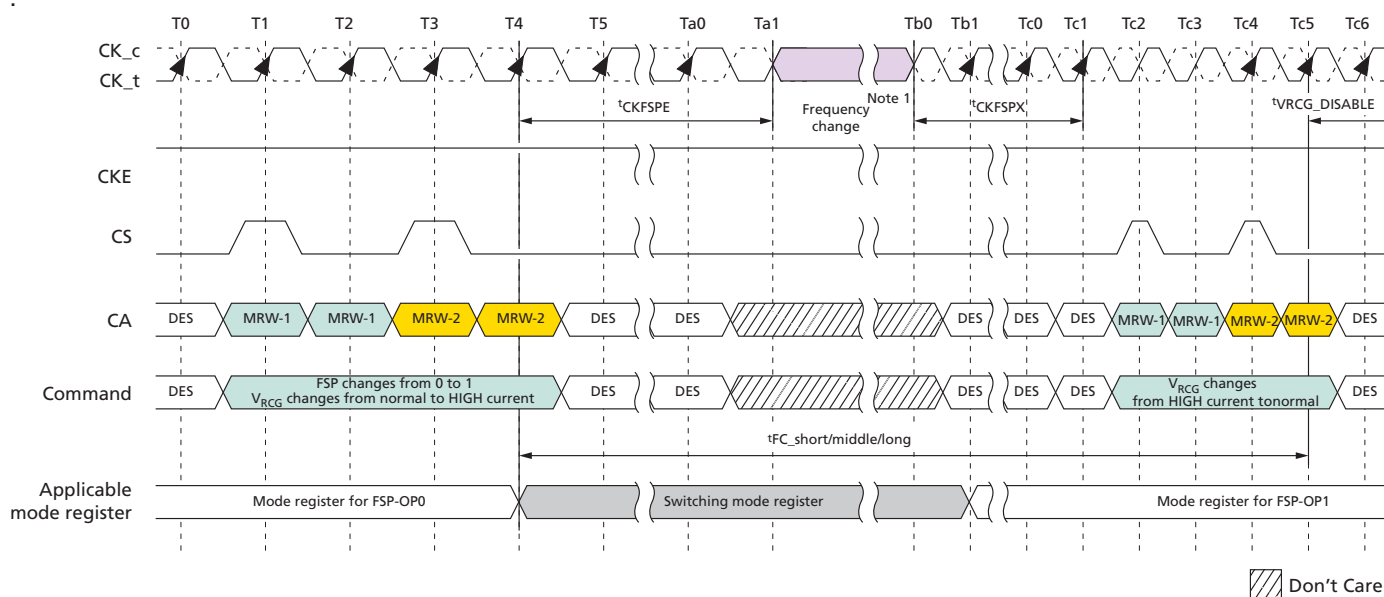 T0 T1 T2 T3 T4 T5 Ta0 Ta1 Tb0 Tb1 Tc0 Tc1 Tc2 Tc3 Tc4 Tc5 Tc6
CK_c
CK_t
Note 1
tCKFSPE
Frequency
change
tCKFSPX
tVRCG_DISABLE
CKE
CS
CA
DES MRW-1 MRW-1 MRW-2 MRW-2 DES DES DES DES DES MRW-1 MRW-1 MRW-2 MRW-2 DES
Command
DES
FSP changes from 0 to 1
VRCG changes from normal to HIGH current
DES DES DES DES DES
VRCG changes
from HIGH current tonormal
DES
tFC_short/middle/long
Applicable
mode register
Mode register for FSP-OP0 Switching mode register Mode register for FSP-OP1
Don't Care